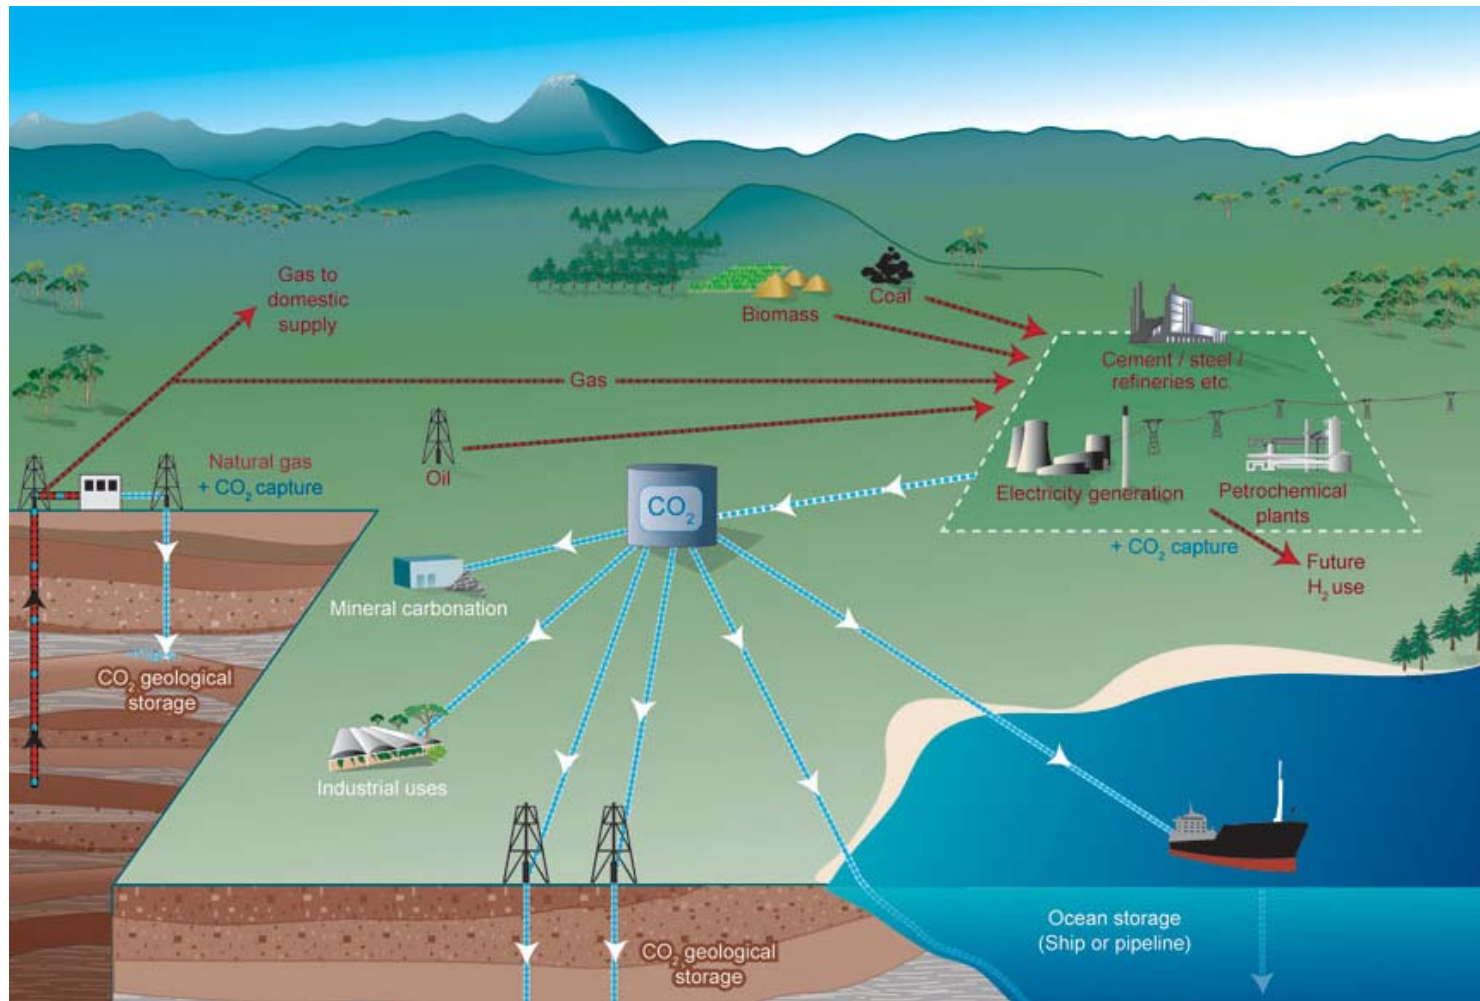 Gas to
domestic
supply
Coal
Biomass
Cement / steel /
refineries etc.
Gas
Natural gas
+ CO₂ capture
Oil
CO₂
Electricity generation
Petrochemical
plants
+ CO₂ capture
Future
H₂ use
Mineral carbonation
CO₂ geological
storage
Industrial uses
Ocean storage
(Ship or pipeline)
CO₂ geological
storage